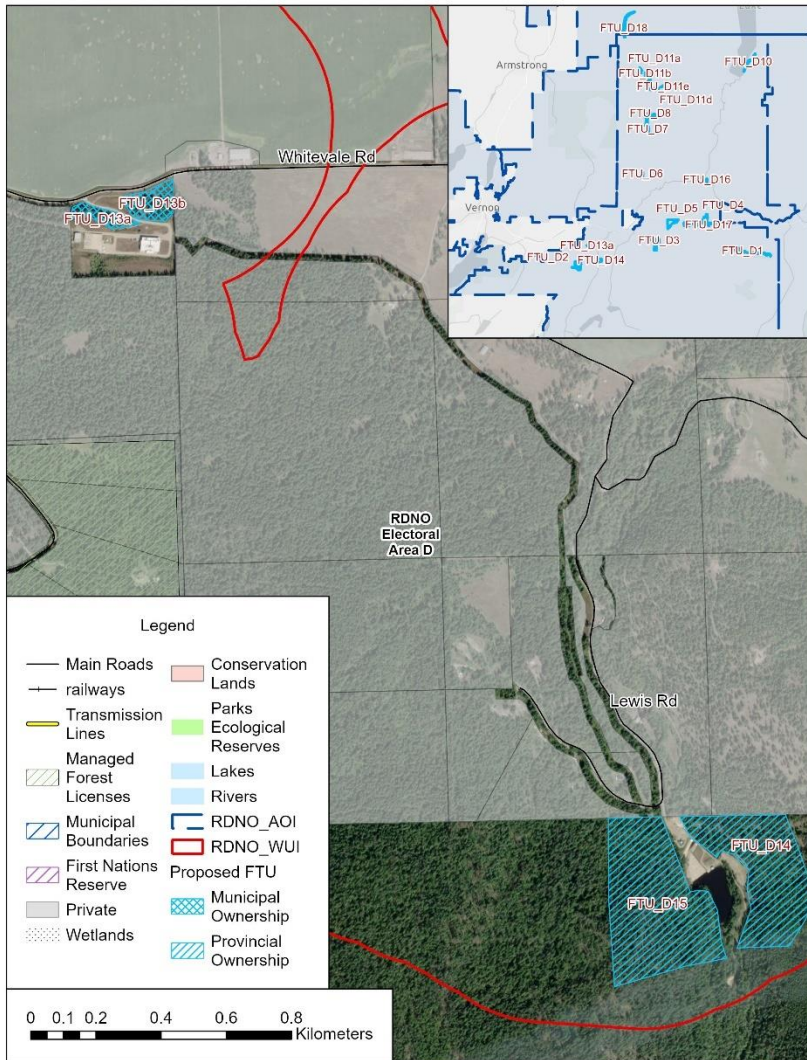 FTU_D18
Armstrong
FTU_D11a
FTU_D11b
FTU_D11e
FTU_D10
FTU_D11d
FTU_D8
FTU_D7
FTU_D6
FTU_D16
Vernon
FTU_D5
FTU_D4
FTU_D17
FTU_D13a
FTU_D3
FTU_D2
FTU_D14
FTU_D1
Whitevale Rd
FTU_D13b
FTU_D13a
RDNO
Electoral
Area D
Lewis Rd
FTU_D14
FTU_D15
Legend
Main Roads
railways
Transmission
Lines
Managed
Forest
Licenses
Municipal
Boundaries
First Nations
Reserve
Private
Wetlands
Conservation
Lands
Parks
Ecological
Reserves
Lakes
Rivers
RDNO_AOI
RDNO_WUI
Proposed FTU
Municipal
Ownership
Provincial
Ownership
0 0.1 0.2 0.4 0.6 0.8
Kilometers